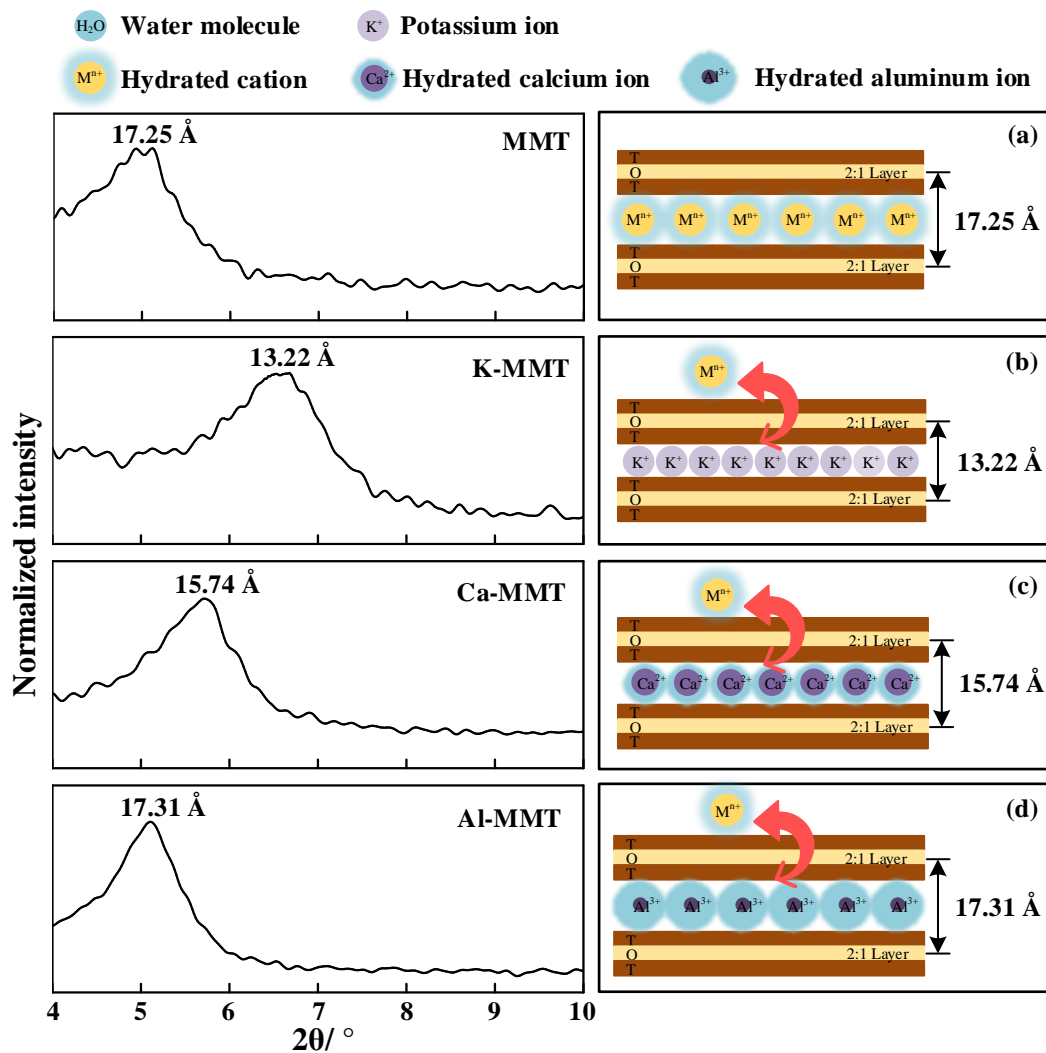 H₂O Water molecule K⁺ Potassium ion
Mⁿ⁺ Hydrated cation Ca²⁺ Hydrated calcium ion Al³⁺ Hydrated aluminum ion
Normalized intensity
17.25 Å MMT
13.22 Å K-MMT
15.74 Å Ca-MMT
17.31 Å Al-MMT
4 5 6 7 8 9 10
2θ/ °
(a)
T
O 2:1 Layer
T
Mⁿ⁺ Mⁿ⁺ Mⁿ⁺ Mⁿ⁺ Mⁿ⁺ Mⁿ⁺ 17.25 Å
T
O 2:1 Layer
T
(b)
Mⁿ⁺
T
O 2:1 Layer
T
K⁺ K⁺ K⁺ K⁺ K⁺ K⁺ K⁺ K⁺ K⁺ 13.22 Å
T
O 2:1 Layer
T
(c)
Mⁿ⁺
T
O 2:1 Layer
T
Ca²⁺ Ca²⁺ Ca²⁺ Ca²⁺ Ca²⁺ Ca²⁺ Ca²⁺ 15.74 Å
T
O 2:1 Layer
T
(d)
Mⁿ⁺
T
O 2:1 Layer
T
Al³⁺ Al³⁺ Al³⁺ Al³⁺ Al³⁺ Al³⁺ 17.31 Å
T
O 2:1 Layer
T